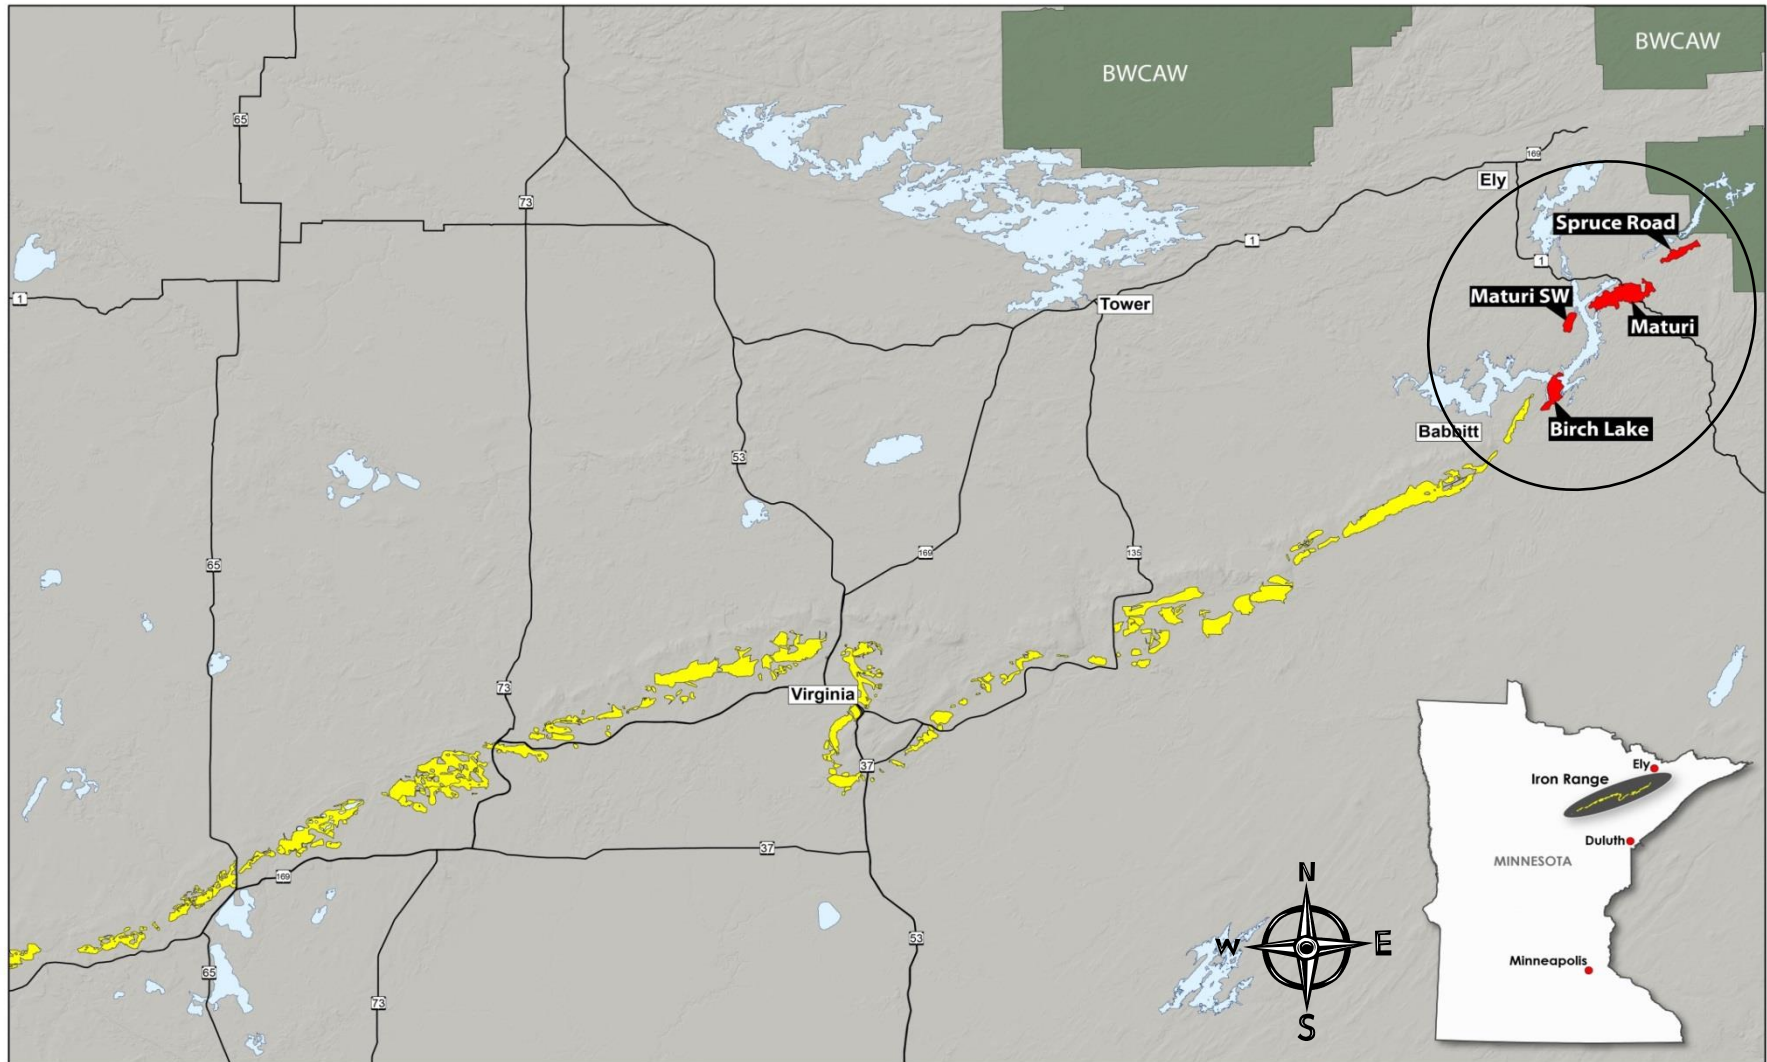 BWCAW
BWCAW
65
169
Ely
73
Spruce Road
1
1
Maturi SW
1
Tower
Maturi
Birch Lake
Babbitt
53
169
135
65
73
Virginia
37
Ely
Iron Range
37
Duluth
MINNESOTA
169
N
W
E
53
Minneapolis
65
73
S